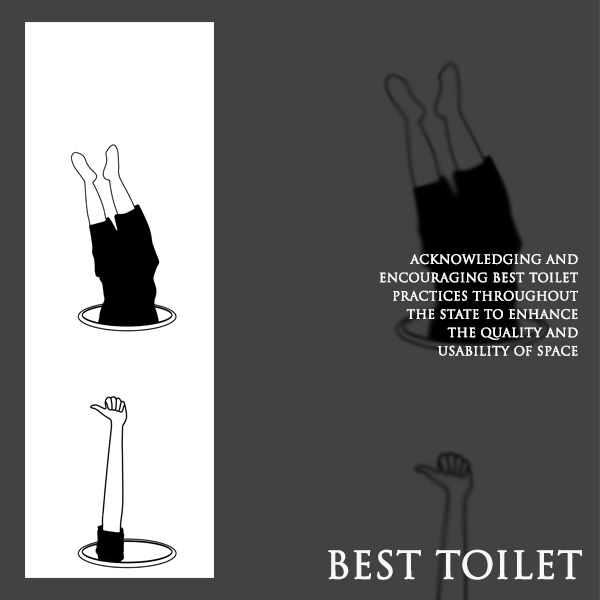 ACKNOWLEDGING AND
ENCOURAGING BEST TOILET
PRACTICES THROUGHOUT
THE STATE TO ENHANCE
THE QUALITY AND
USABILITY OF SPACE
BEST TOILET